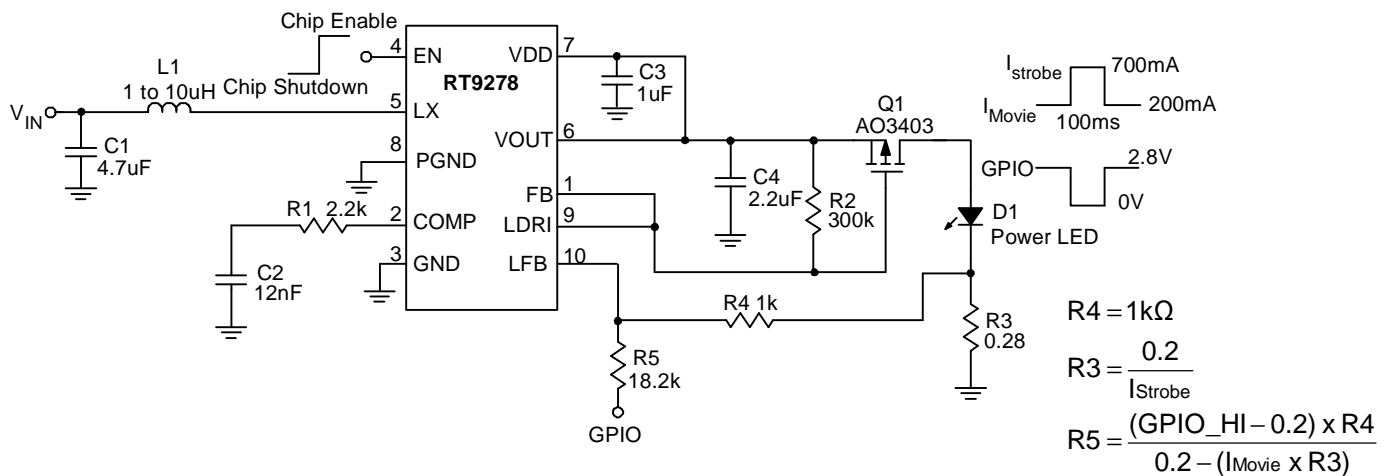 Chip Enable
Chip Shutdown
L1
1 to 10uH
VIN
C1
4.7uF
4
EN
5
LX
8
PGND
2
COMP
3
GND
RT9278
VDD
7
VOUT
6
FB
1
LDRI
9
LFB
10
R1 2.2k
C2
12nF
C3
1uF
C4
2.2uF
R2
300k
Q1
AO3403
D1
Power LED
R4 1k
R3
0.28
R5
18.2k
GPIO
Istrobe
700mA
IMovie
200mA
100ms
GPIO
2.8V
0V
R4 = 1kΩ
R3 = 0.2 / IStrobe
R5 = (GPIO_HI − 0.2) x R4 / 0.2 − (IMovie x R3)